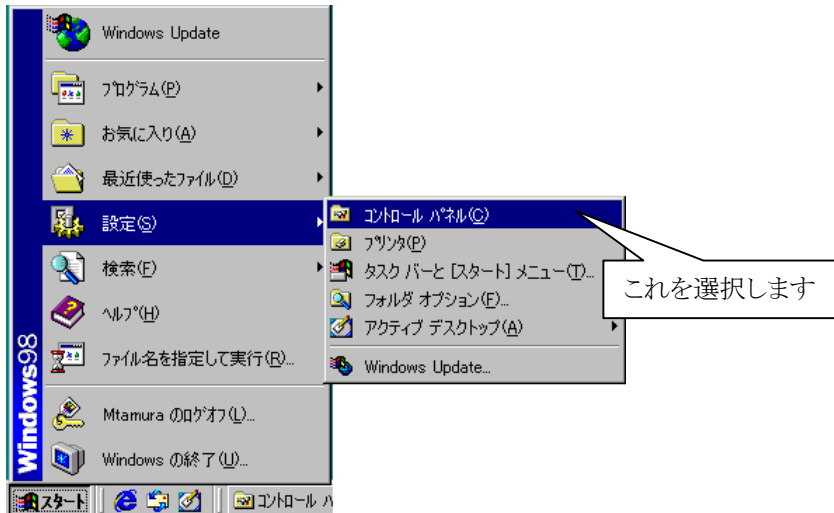 Windows Update
プログラム(P)
お気に入り(A)
最近使ったファイル(D)
設定(S)
検索(F)
ヘルプ(H)
ファイル名を指定して実行(R)...
Mtamura のログオフ(L)...
Windows の終了(U)...
Windows98
コントロール パネル(C)
プリンタ(P)
タスク バーと [スタート] メニュー(T)...
フォルダ オプション(F)...
アクティブ デスクトップ(A)
Windows Update...
これを選択します
スタート
コントロール パ